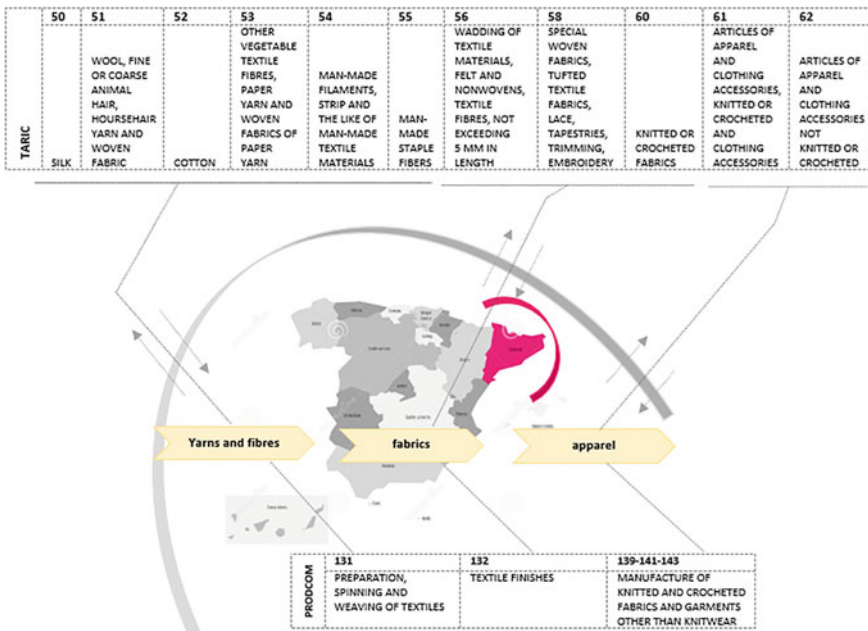 TARIC
50
SILK
51
WOOL, FINE
OR COARSE
ANIMAL
HAIR,
HOURSEHAIR
YARN AND
WOVEN
FABRIC
52
COTTON
53
OTHER
VEGETABLE
TEXTILE
FIBRES, PAPER
YARN AND
WOVEN
FABRICS OF
PAPER
YARN
54
MAN-MADE
FILAMENTS,
STRIP AND
THE LIKE OF
MAN-MADE
TEXTILE
MATERIALS
55
MAN-
MADE
STAPLE
FIBERS
56
WADDING OF
TEXTILE
MATERIALS,
FELT AND
NONWOVENS,
TEXTILE
FIBRES, NOT
EXCEEDING
5 MM IN
LENGTH
58
SPECIAL
WOVEN
FABRICS,
TUFTED
TEXTILE
FABRICS,
LACE,
TAPESTRIES,
TRIMMING,
EMBROIDERY
60
KNITTED OR
CROCHETED
FABRICS
61
ARTICLES OF
APPAREL
AND
CLOTHING
ACCESSORIES,
KNITTED OR
CROCHETED
AND
CLOTHING
ACCESSORIES
62
ARTICLES OF
APPAREL
AND
CLOTHING
ACCESSORIES
NOT
KNITTED OR
CROCHETED
Yarns and fibres
fabrics
apparel
PRODCOM
131
PREPARATION,
SPINNING AND
WEAVING OF TEXTILES
132
TEXTILE FINISHES
139-141-143
MANUFACTURE OF
KNITTED AND CROCHETED
FABRICS AND GARMENTS
OTHER THAN KNITWEAR